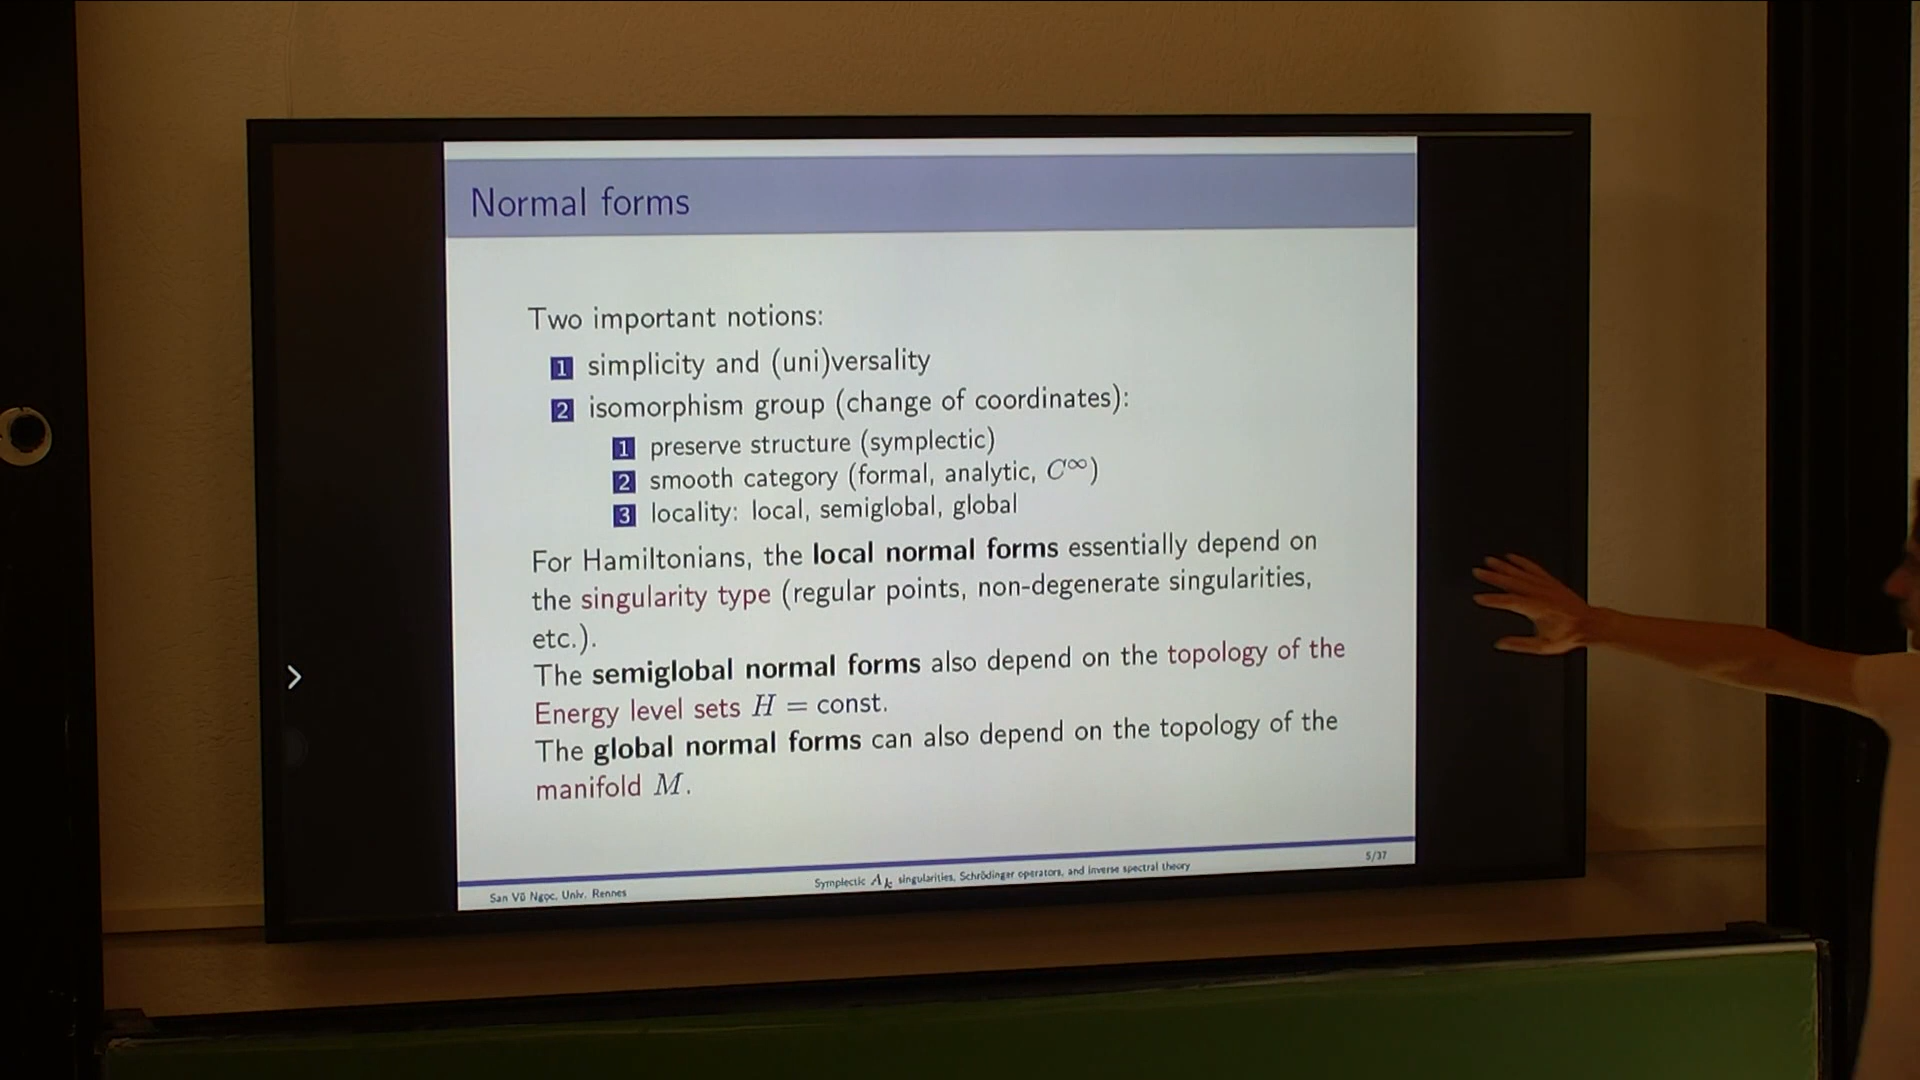 Normal forms
Two important notions:
1 simplicity and (uni)versality
2 isomorphism group (change of coordinates):
1 preserve structure (symplectic)
2 smooth category (formal, analytic, C∞)
3 locality: local, semiglobal, global
For Hamiltonians, the local normal forms essentially depend on
the singularity type (regular points, non-degenerate singularities,
etc.).
The semiglobal normal forms also depend on the topology of the
Energy level sets H = const.
The global normal forms can also depend on the topology of the
manifold M.
San Vũ Ngọc, Univ. Rennes
Symplectic Ak singularities, Schrödinger operators, and inverse spectral theory
5/37